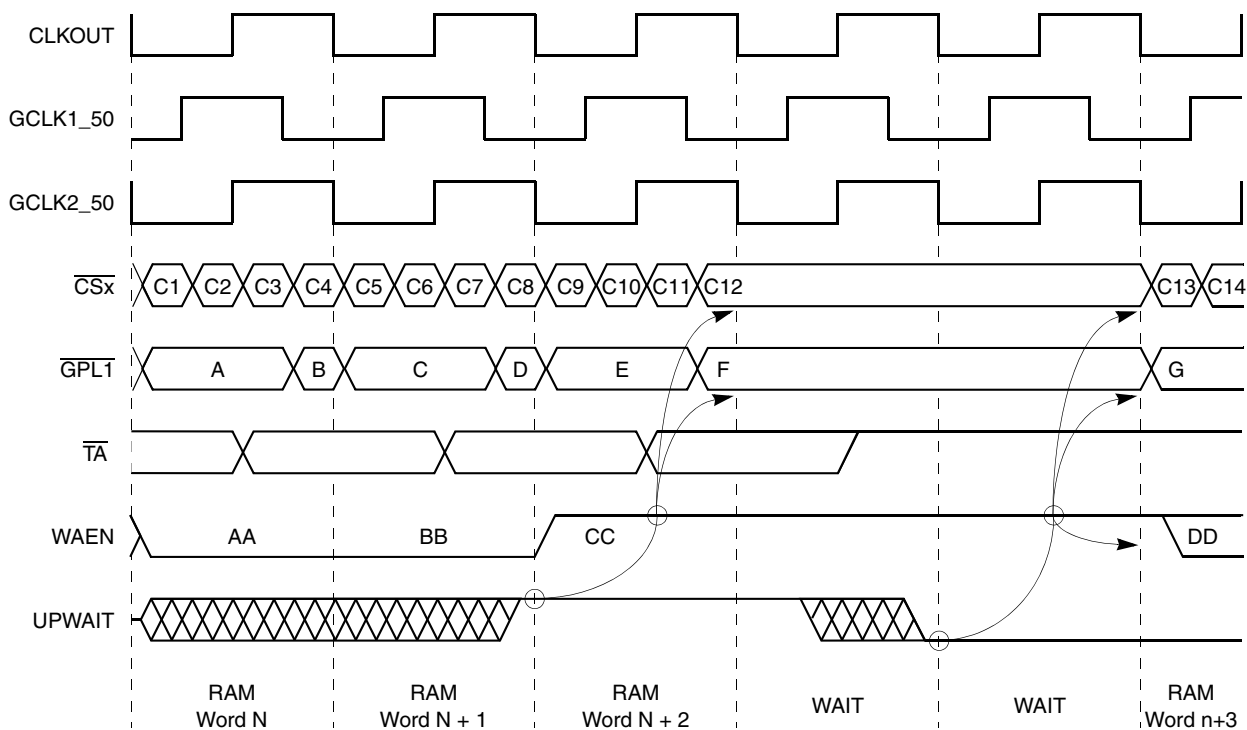 CLKOUT
GCLK1_50
GCLK2_50
CSx C1 C2 C3 C4 C5 C6 C7 C8 C9 C10 C11 C12 C13 C14
GPL1 A B C D E F G
TA
WAEN AA BB CC DD
UPWAIT
RAM RAM RAM WAIT WAIT RAM
Word N Word N + 1 Word N + 2 Word n+3